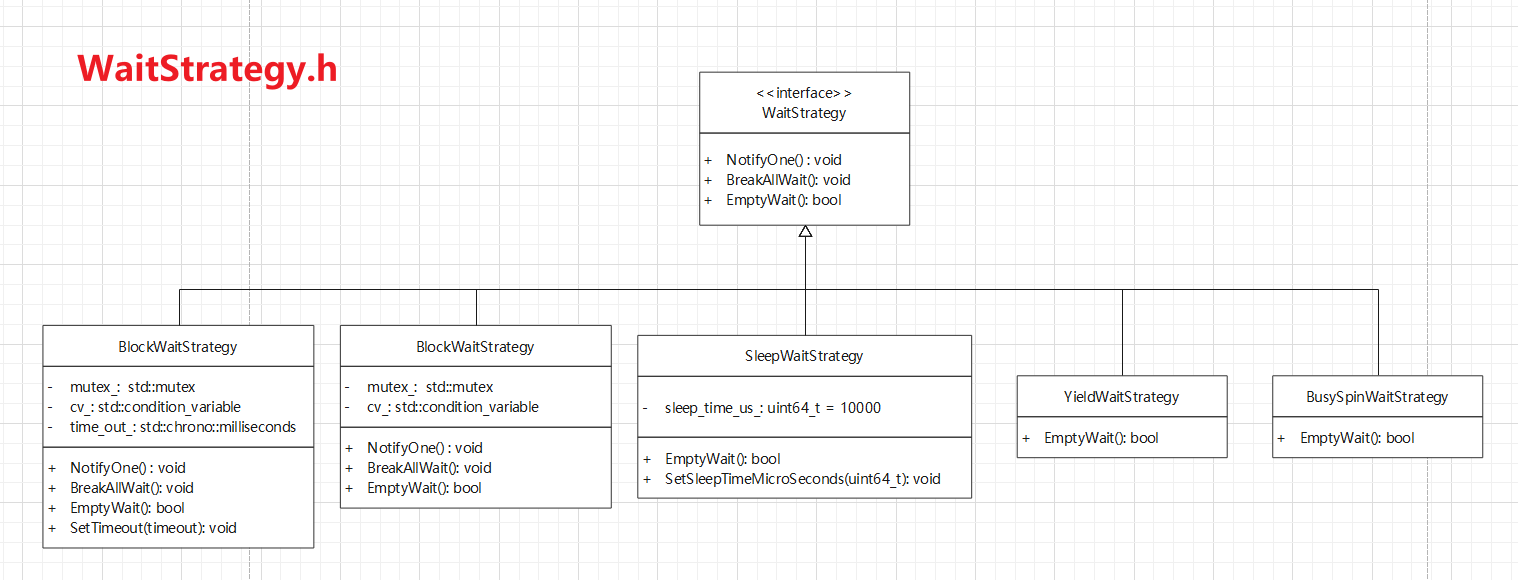 WaitStrategy.h
<<interface>>
WaitStrategy
+ NotifyOne() : void
+ BreakAllWait(): void
+ EmptyWait(): bool
BlockWaitStrategy
- mutex_: std::mutex
- cv_: std::condition_variable
- time_out_: std::chrono::milliseconds
+ NotifyOne() : void
+ BreakAllWait(): void
+ EmptyWait(): bool
+ SetTimeout(timeout): void
BlockWaitStrategy
- mutex_: std::mutex
- cv_: std::condition_variable
+ NotifyOne() : void
+ BreakAllWait(): void
+ EmptyWait(): bool
SleepWaitStrategy
- sleep_time_us_: uint64_t = 10000
+ EmptyWait(): bool
+ SetSleepTimeMicroSeconds(uint64_t): void
YieldWaitStrategy
+ EmptyWait(): bool
BusySpinWaitStrategy
+ EmptyWait(): bool